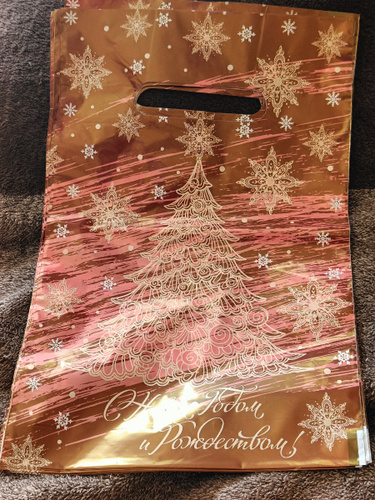 С Новым Годом
и Рождеством!